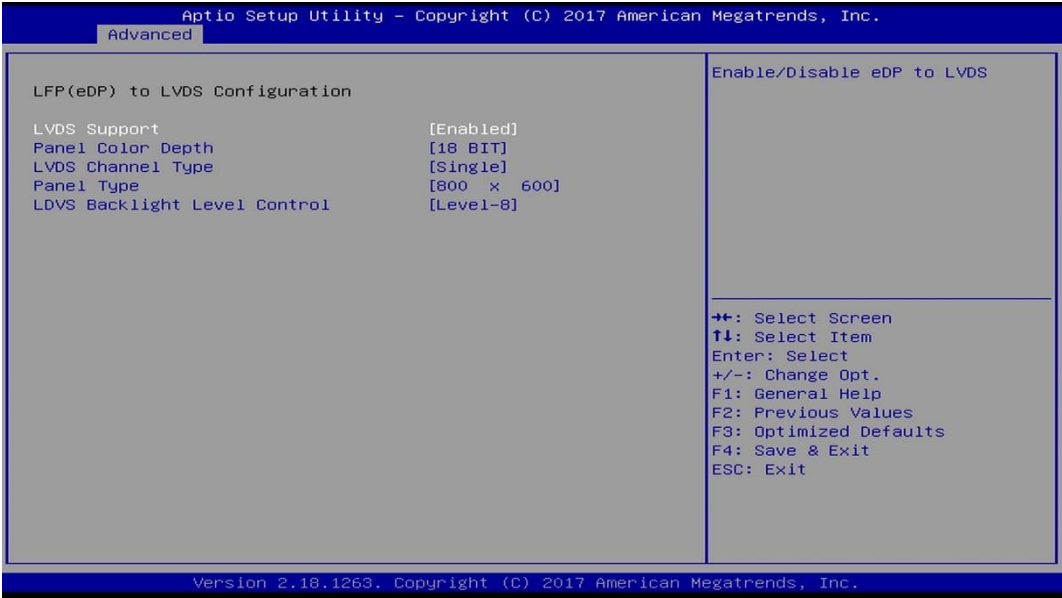 Aptio Setup Utility – Copyright (C) 2017 American Megatrends, Inc.
Advanced
LFP(eDP) to LVDS Configuration
LVDS Support [Enabled]
Panel Color Depth [18 BIT]
LVDS Channel Type [Single]
Panel Type [800 x 600]
LDVS Backlight Level Control [Level-8]
Enable/Disable eDP to LVDS
→←: Select Screen
↑↓: Select Item
Enter: Select
+/-: Change Opt.
F1: General Help
F2: Previous Values
F3: Optimized Defaults
F4: Save & Exit
ESC: Exit
Version 2.18.1263. Copyright (C) 2017 American Megatrends, Inc.